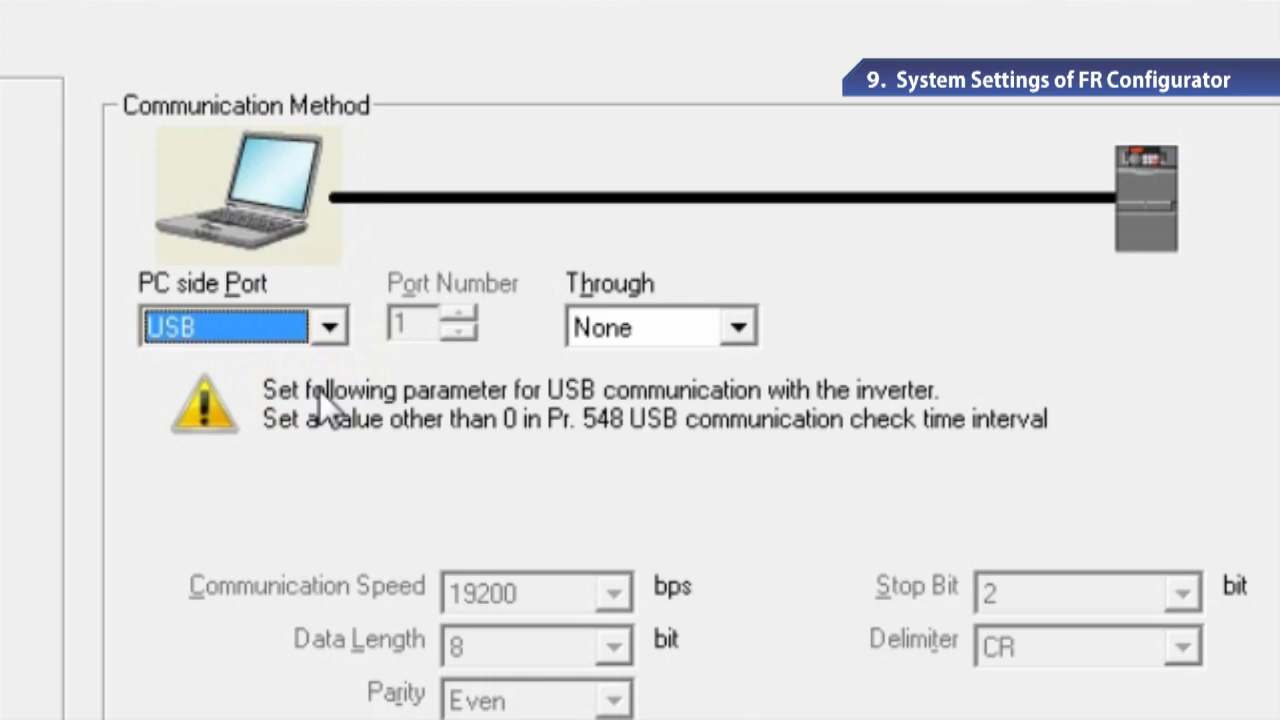 9. System Settings of FR Configurator
Communication Method
PC side Port
Port Number
Through
USB
1
None
Set following parameter for USB communication with the inverter.
Set a value other than 0 in Pr. 548 USB communication check time interval
Communication Speed
19200
bps
Stop Bit
2
bit
Data Length
8
bit
Delimiter
CR
Parity
Even